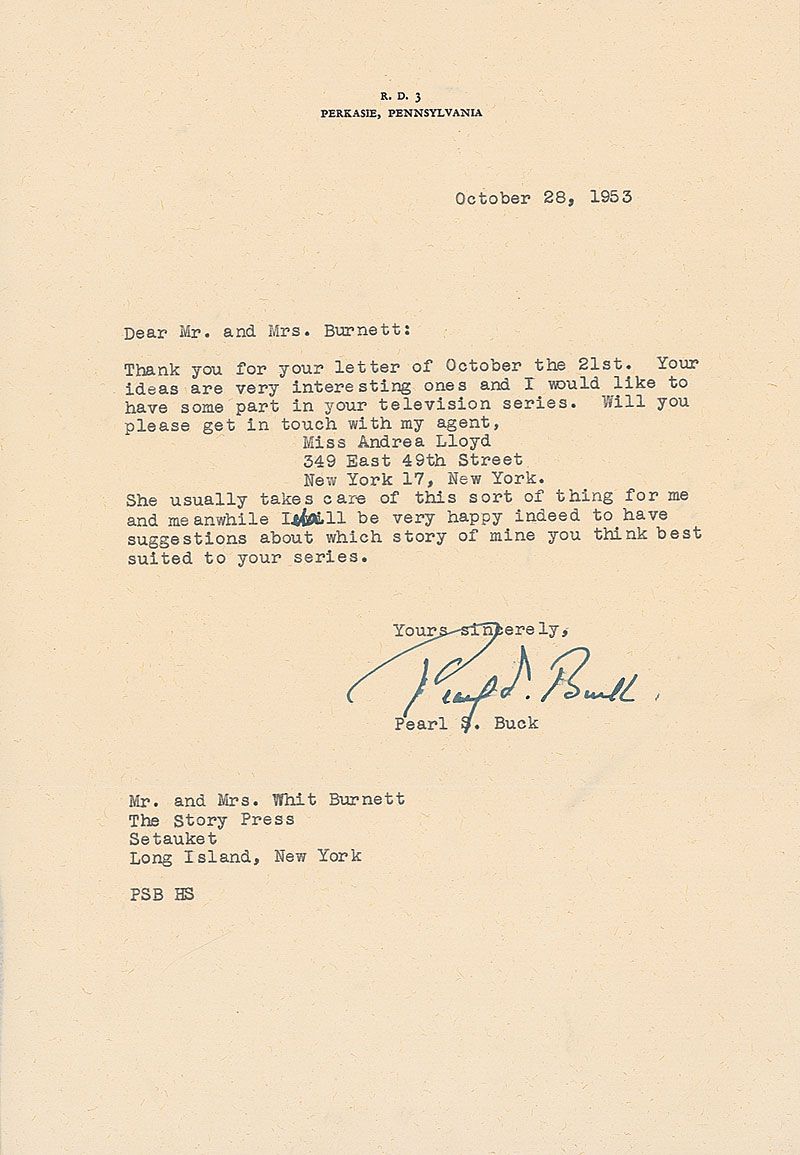 R. D. 3
PERKASIE, PENNSYLVANIA
October 28, 1953
Dear Mr. and Mrs. Burnett:
Thank you for your letter of October the 21st. Your
ideas are very interesting ones and I would like to
have some part in your television series. Will you
please get in touch with my agent,
Miss Andrea Lloyd
349 East 49th Street
New York 17, New York.
She usually takes care of this sort of thing for me
and meanwhile I shall be very happy indeed to have
suggestions about which story of mine you think best
suited to your series.
Yours sincerely,
Pearl S. Buck
Pearl S. Buck
Mr. and Mrs. Whit Burnett
The Story Press
Setauket
Long Island, New York
PSB HS